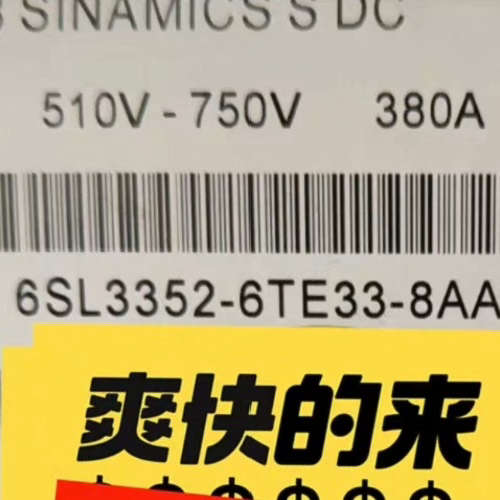 SINAMICS S DC
510V - 750V 380A
6SL3352-6TE33-8AA
爽快的来